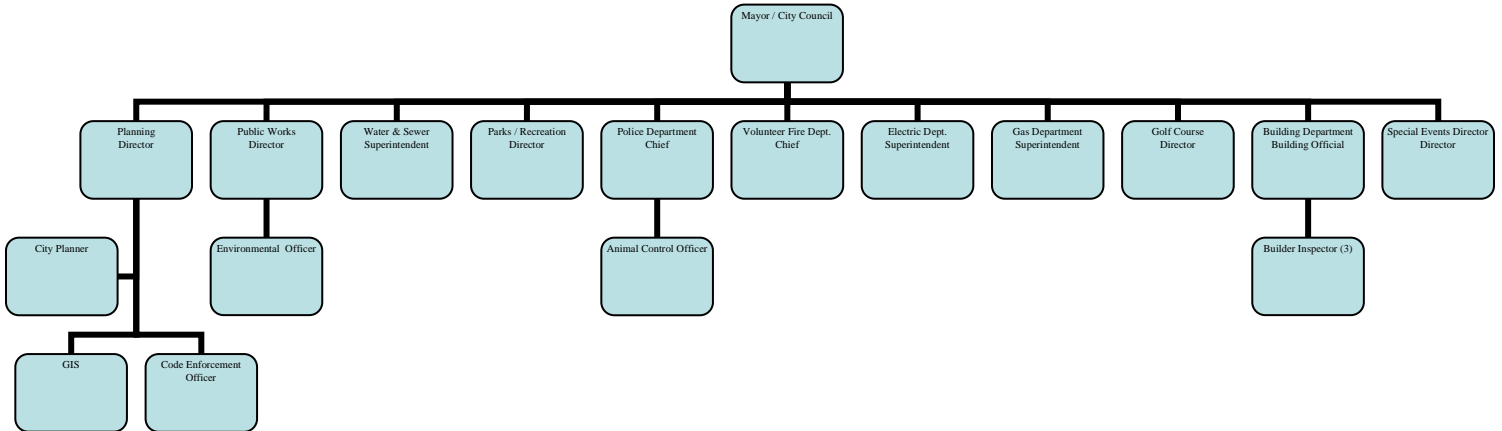 Mayor / City Council
Planning
Director
Public Works
Director
Water & Sewer
Superintendent
Parks / Recreation
Director
Police Department
Chief
Volunteer Fire Dept.
Chief
Electric Dept.
Superintendent
Gas Department
Superintendent
Golf Course
Director
Building Department
Building Official
Special Events Director
Director
City Planner
Environmental Officer
Animal Control Officer
Builder Inspector (3)
GIS
Code Enforcement
Officer